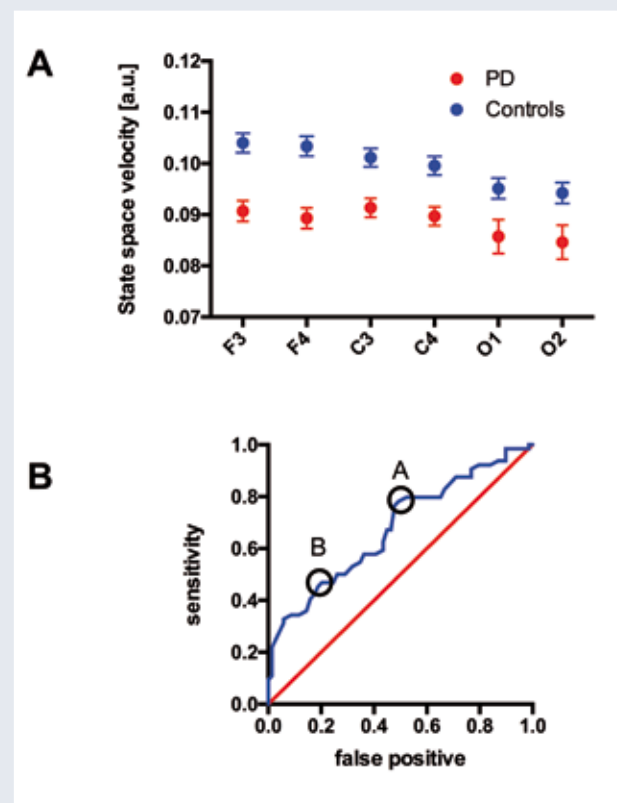 A
State space velocity [a.u.]
0.12
0.11
0.10
0.09
0.08
0.07
PD
Controls
F3
F4
C3
C4
O1
O2
B
sensitivity
1.0
0.8
0.6
0.4
0.2
0.0
A
B
0.0
0.2
0.4
0.6
0.8
1.0
false positive